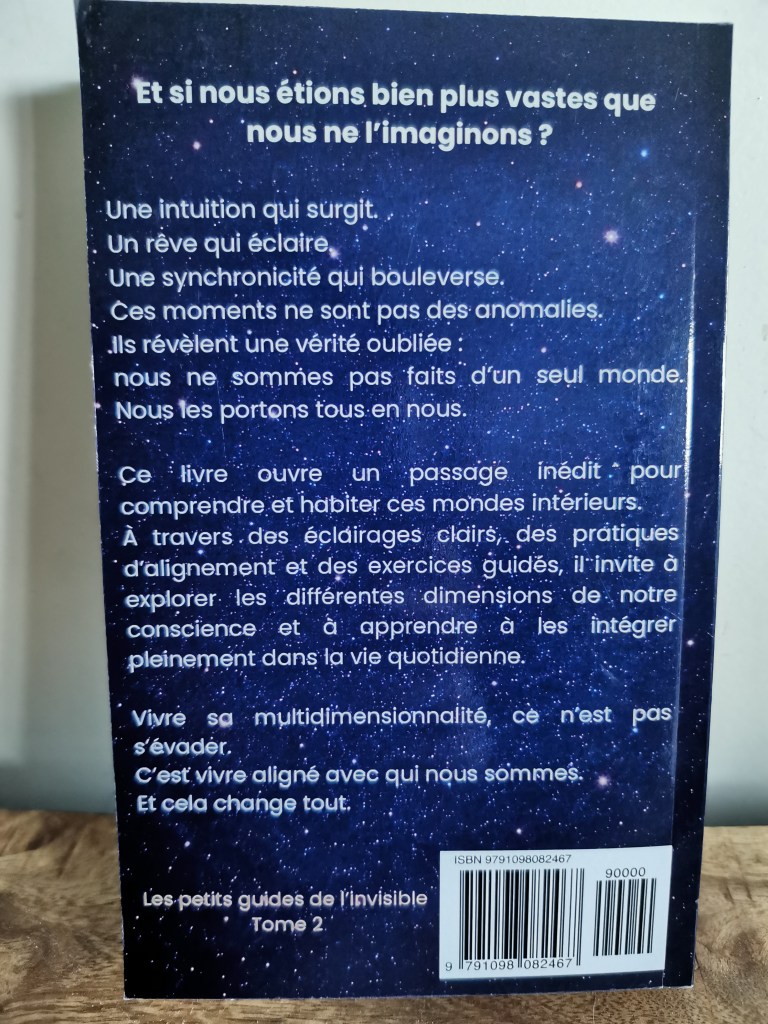 Et si nous étions bien plus vastes que
nous ne l'imaginons ?
Une intuition qui surgit.
Un rêve qui éclaire.
Une synchronicité qui bouleverse.
Ces moments ne sont pas des anomalies.
Ils révèlent une vérité oubliée :
nous ne sommes pas faits d'un seul monde.
Nous les portons tous en nous.
Ce livre ouvre un passage inédit pour
comprendre et habiter ces mondes intérieurs.
À travers des éclairages clairs, des pratiques
d'alignement et des exercices guidés, il invite à
explorer les différentes dimensions de notre
conscience et à apprendre à les intégrer
pleinement dans la vie quotidienne.
Vivre sa multidimensionnalité, ce n'est pas
s'évader.
C'est vivre aligné avec qui nous sommes.
Et cela change tout.
Les petits guides de l'invisible
Tome 2
ISBN 9791098082467
90000
9 791098 082467